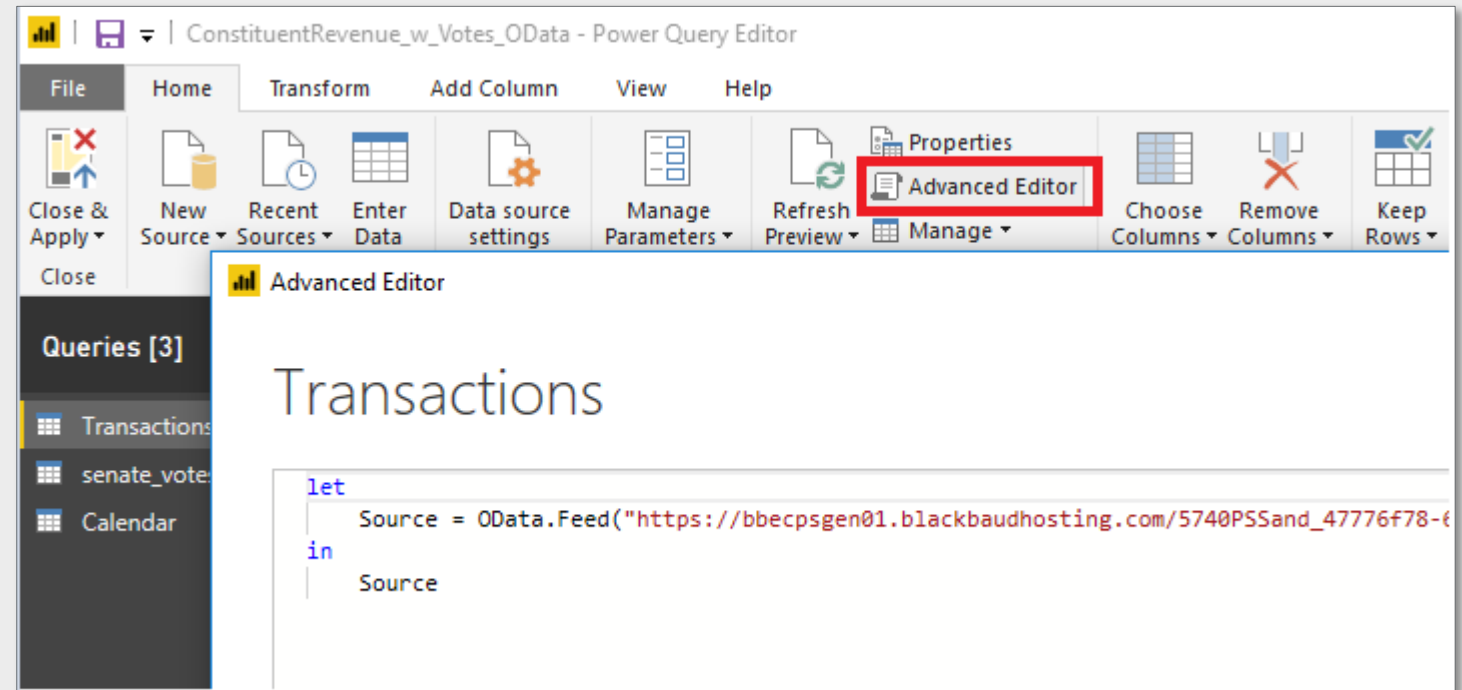 ConstituentRevenue_w_Votes_OData - Power Query Editor
File Home Transform Add Column View Help
Close & Apply
New Source
Recent Sources
Enter Data
Data source settings
Manage Parameters
Refresh Preview
Properties
Advanced Editor
Manage
Choose Columns
Remove Columns
Keep Rows
Close
Advanced Editor
Queries [3]
Transactions
senate_votes
Calendar
Transactions
let
Source = OData.Feed("https://bbecpsgen01.blackbaudhosting.com/5740PSSand_47776f78-6
in
Source